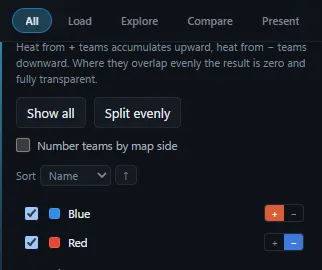 All Load Explore Compare Present
Heat from + teams accumulates upward, heat from − teams
downward. Where they overlap evenly the result is zero and
fully transparent.
Show all Split evenly
Number teams by map side
Sort Name ↑
Blue + −
Red + −